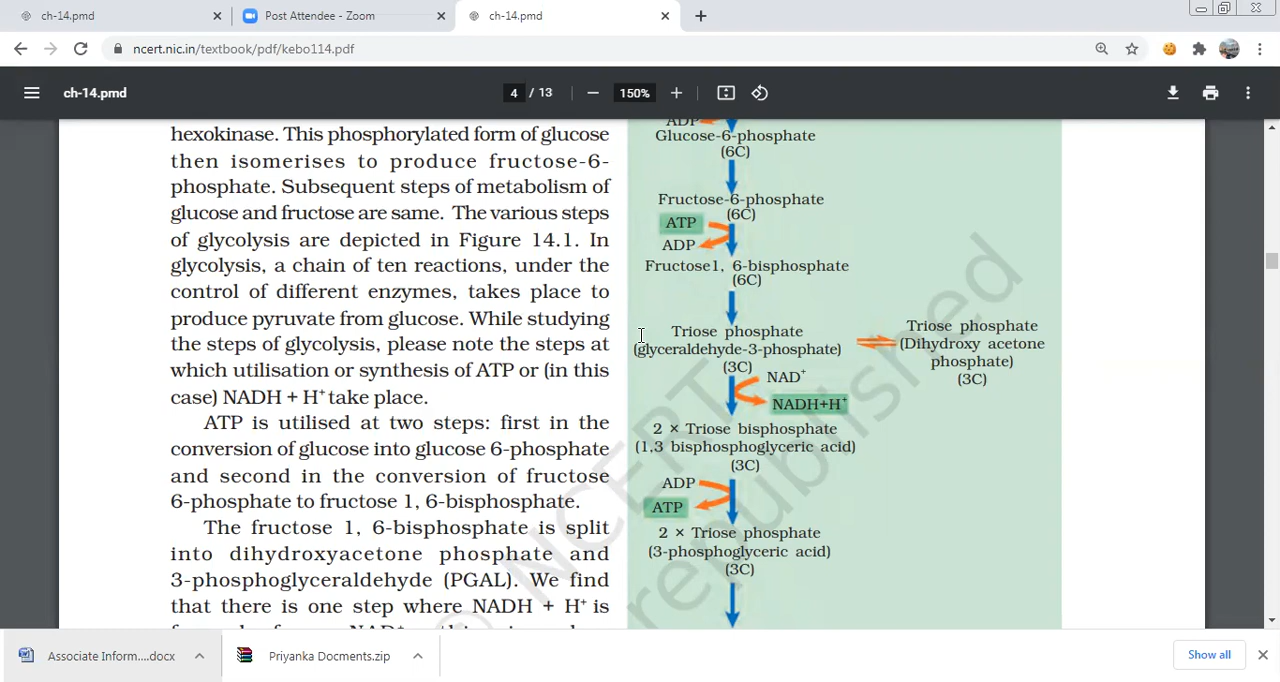 ch-14.pmd
Post Attendee - Zoom
ch-14.pmd
ncert.nic.in/textbook/pdf/kebo114.pdf
ch-14.pmd
4 / 13
150%
hexokinase. This phosphorylated form of glucose
then isomerises to produce fructose-6-
phosphate. Subsequent steps of metabolism of
glucose and fructose are same. The various steps
of glycolysis are depicted in Figure 14.1. In
glycolysis, a chain of ten reactions, under the
control of different enzymes, takes place to
produce pyruvate from glucose. While studying
the steps of glycolysis, please note the steps at
which utilisation or synthesis of ATP or (in this
case) NADH + H+ take place.
ATP is utilised at two steps: first in the
conversion of glucose into glucose 6-phosphate
and second in the conversion of fructose
6-phosphate to fructose 1, 6-bisphosphate.
The fructose 1, 6-bisphosphate is split
into dihydroxyacetone phosphate and
3-phosphoglyceraldehyde (PGAL). We find
that there is one step where NADH + H+ is
ADP
Glucose-6-phosphate
(6C)
Fructose-6-phosphate
(6C)
ATP
ADP
Fructose1, 6-bisphosphate
(6C)
Triose phosphate
(glyceraldehyde-3-phosphate)
(3C)
Triose phosphate
(Dihydroxy acetone
phosphate)
(3C)
NAD+
NADH+H+
2 × Triose bisphosphate
(1,3 bisphosphoglyceric acid)
(3C)
ADP
ATP
2 × Triose phosphate
(3-phosphoglyceric acid)
(3C)
© NCERT
republished
Associate Inform....docx
Priyanka Docments.zip
Show all